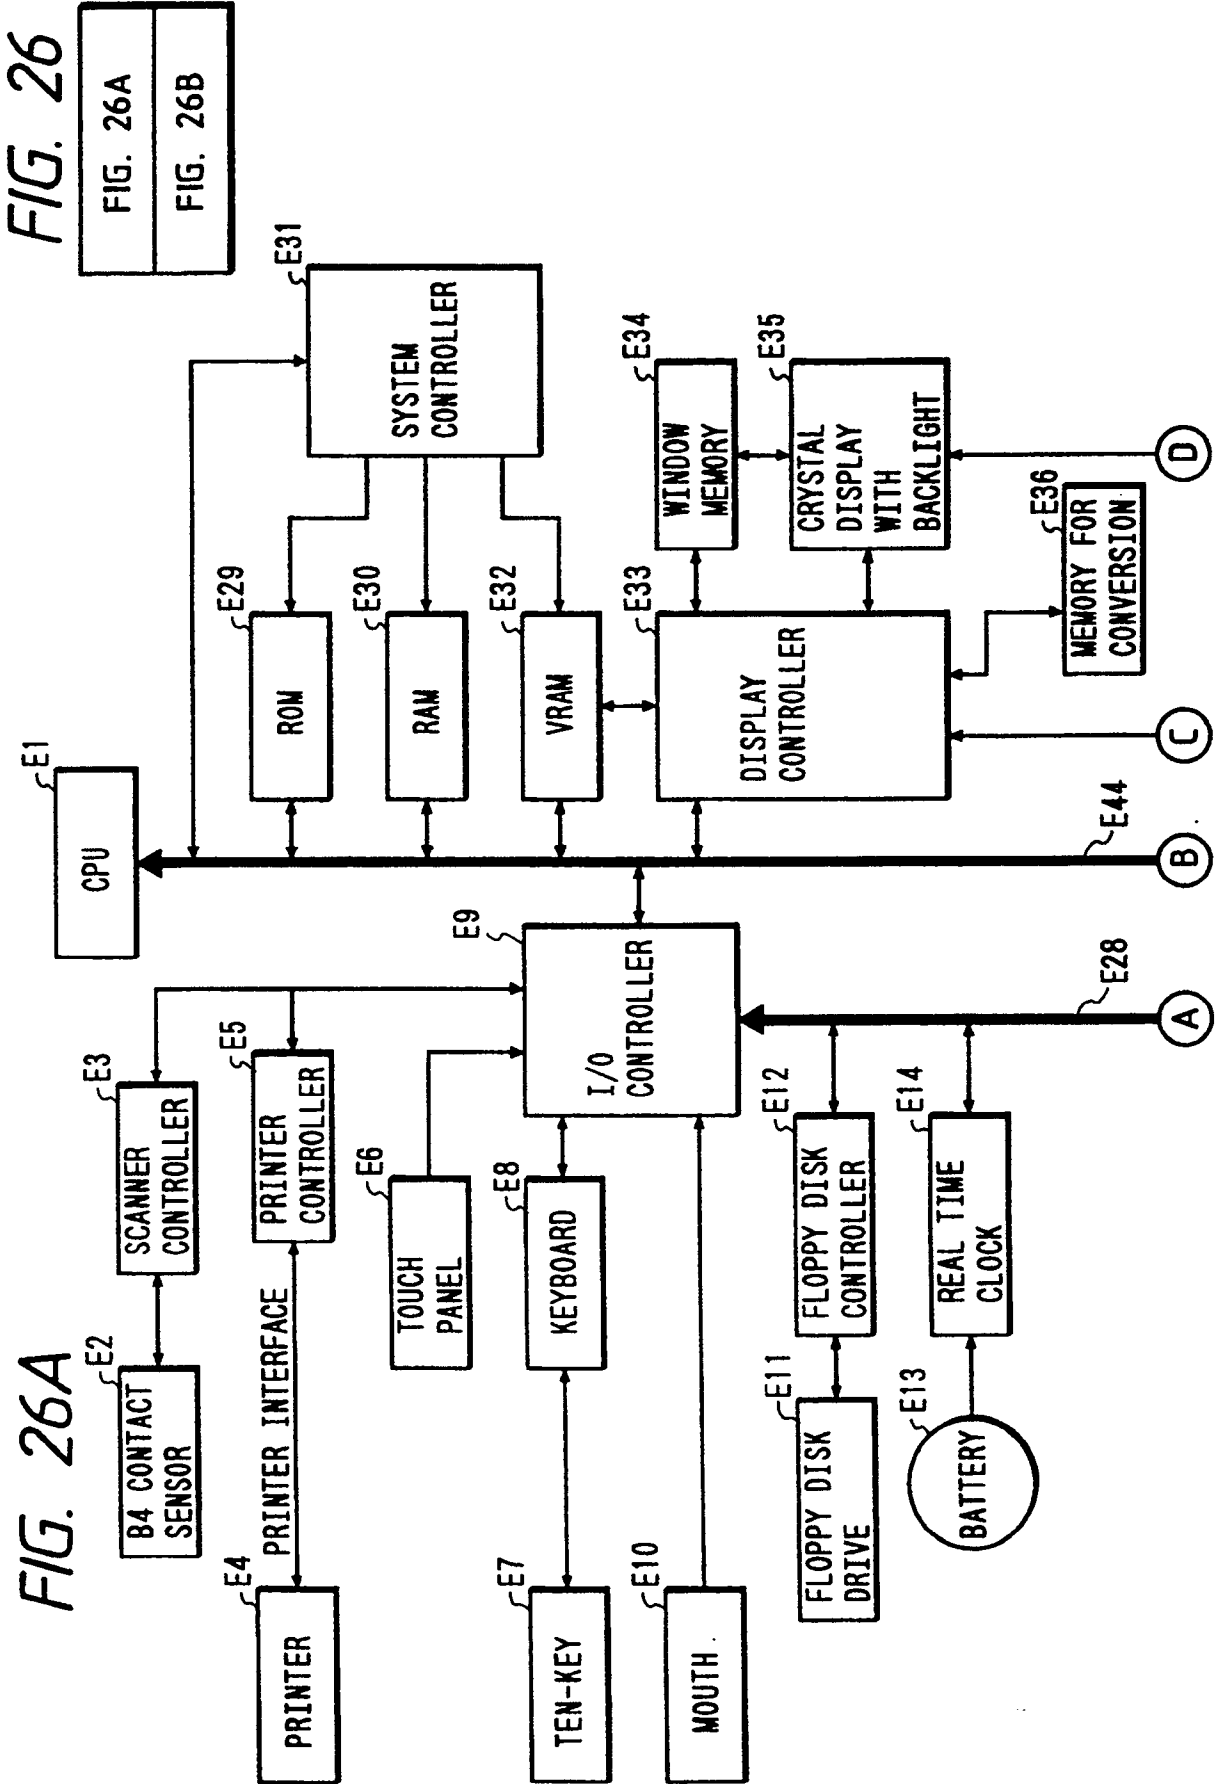 FIG. 26A
FIG. 26
FIG. 26A
FIG. 26B
E1
CPU
E2
B4 CONTACT
SENSOR
E3
SCANNER
CONTROLLER
E4
PRINTER
PRINTER INTERFACE
E5
PRINTER
CONTROLLER
E6
TOUCH
PANEL
E7
TEN-KEY
E8
KEYBOARD
E9
I/O
CONTROLLER
E10
MOUTH
E11
FLOPPY DISK
DRIVE
E12
FLOPPY DISK
CONTROLLER
E13
BATTERY
E14
REAL TIME
CLOCK
E28
A
E44
B
E29
ROM
E30
RAM
E31
SYSTEM
CONTROLLER
E32
VRAM
E33
DISPLAY
CONTROLLER
E34
WINDOW
MEMORY
E35
CRYSTAL
DISPLAY
WITH
BACKLIGHT
E36
MEMORY FOR
CONVERSION
C
D